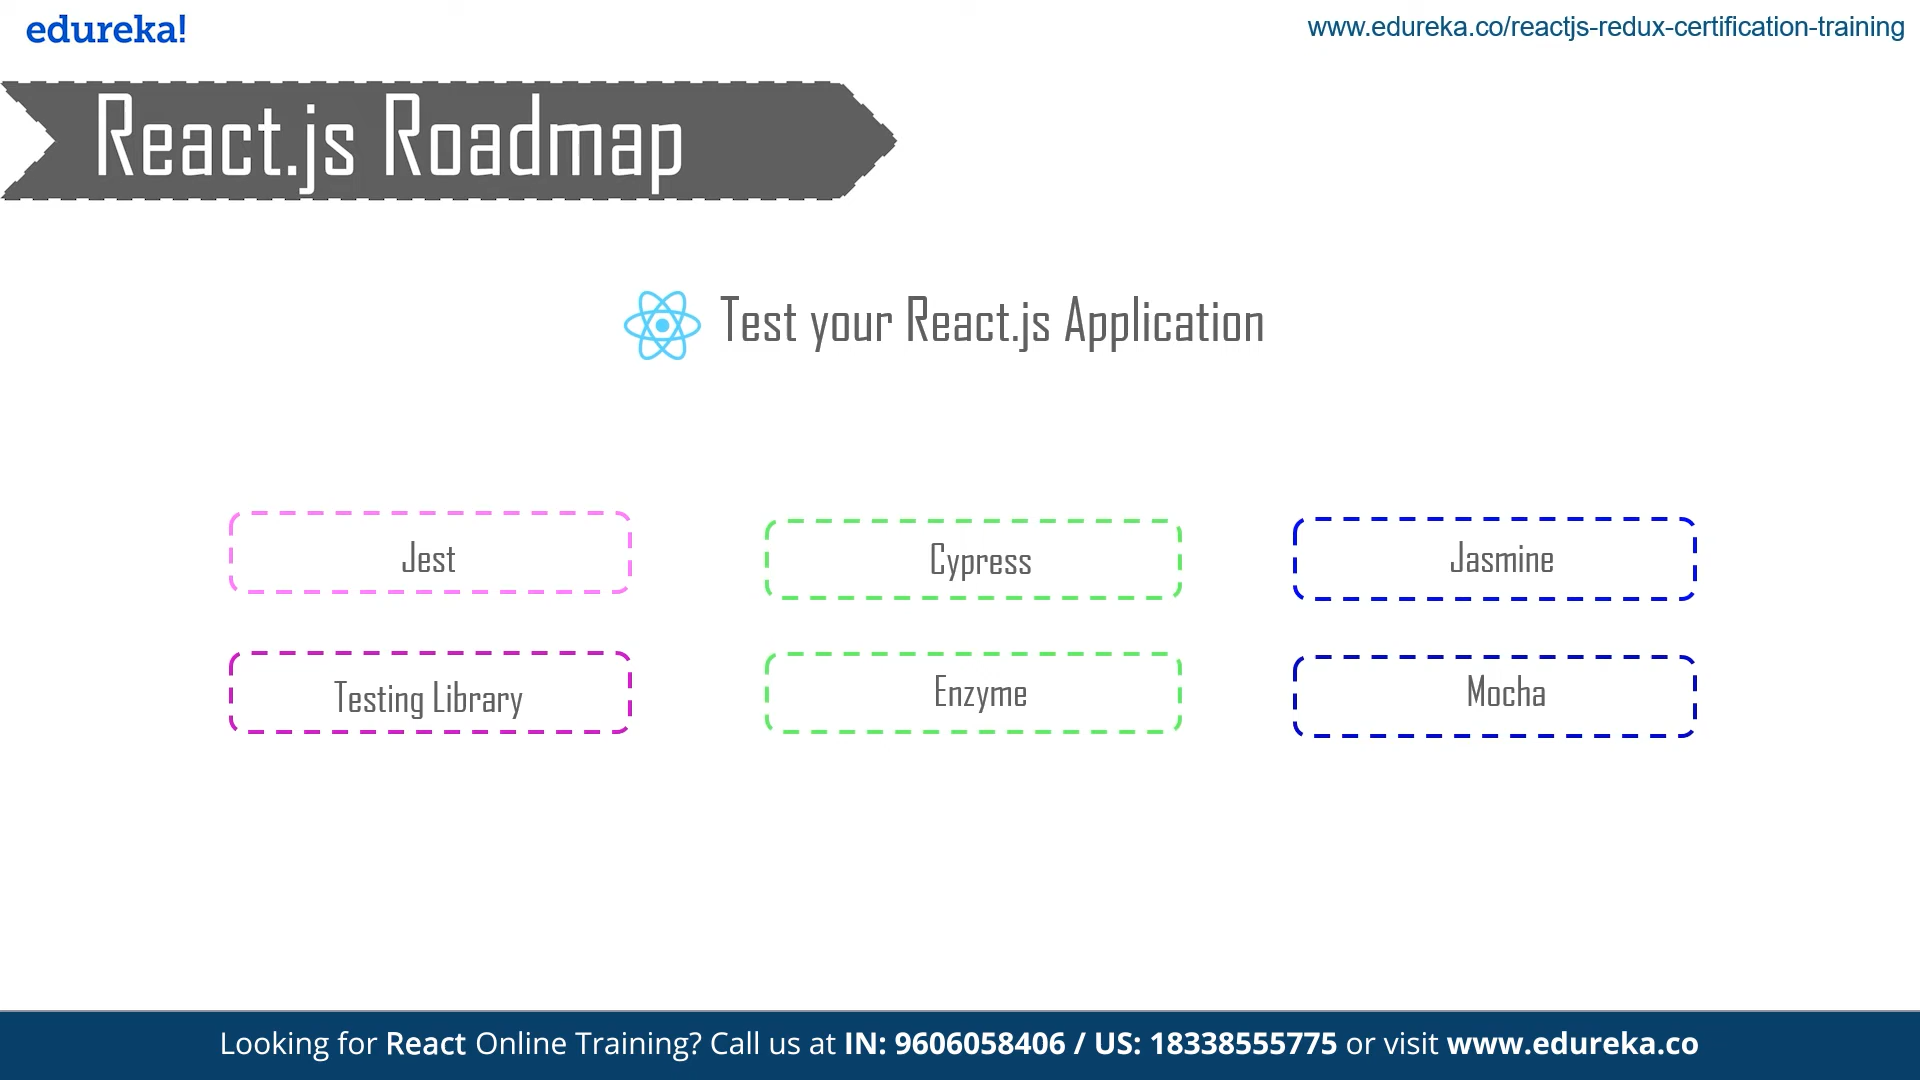 edureka!
www.edureka.co/reactjs-redux-certification-training
React.js Roadmap
Test your React.js Application
Jest
Cypress
Jasmine
Testing Library
Enzyme
Mocha
Looking for React Online Training? Call us at IN: 9606058406 / US: 18338555775 or visit www.edureka.co